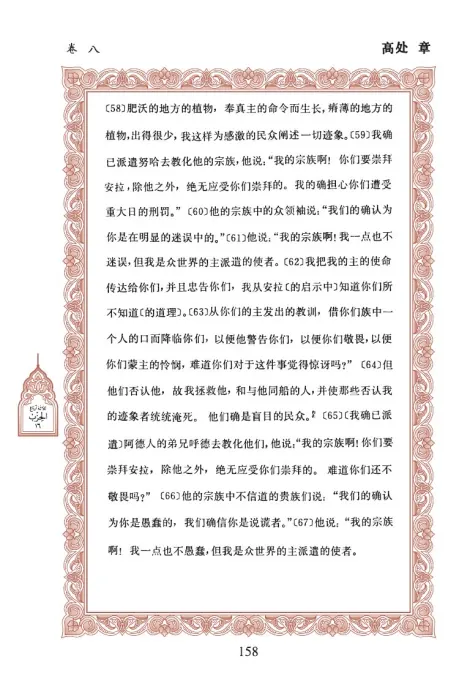 卷 八
高处 章
〔58〕肥沃的地方的植物，奉真主的命令而生长，瘠薄的地方的
植物，出得很少，我这样为感激的民众阐述一切迹象。〔59〕我确
已派遣努哈去教化他的宗族，他说：“我的宗族啊！你们要崇拜
安拉，除他之外，绝无应受你们崇拜的。我的确担心你们遭受
重大日的刑罚。”〔60〕他的宗族中的众领袖说：“我们的确认为
你是在明显的迷误中的。”〔61〕他说：“我的宗族啊！我一点也不
迷误，但我是众世界的主派遣的使者。〔62〕我把我的主的使命
传达给你们，并且忠告你们，我从安拉〔的启示中〕知道你们所
不知道〔的道理〕。〔63〕从你们的主发出的教训，借你们族中一
个人的口而降临你们，以便他警告你们，以便你们敬畏，以便
你们蒙主的怜悯，难道你们对于这件事觉得惊讶吗？”〔64〕但
他们否认他，故我拯救他，和与他同船的人，并使那些否认我
的迹象者统统淹死。他们确是盲目的民众。〔65〕〔我确已派
遣〕阿德人的弟兄呼德去教化他们，他说：“我的宗族啊！你们要
崇拜安拉，除他之外，绝无应受你们崇拜的。难道你们还不
敬畏吗？”〔66〕他的宗族中不信道的贵族们说：“我们的确认
为你是愚蠢的，我们确信你是说谎者。”〔67〕他说：“我的宗族
啊！我一点也不愚蠢，但我是众世界的主派遣的使者。
الحزب
١٦
158